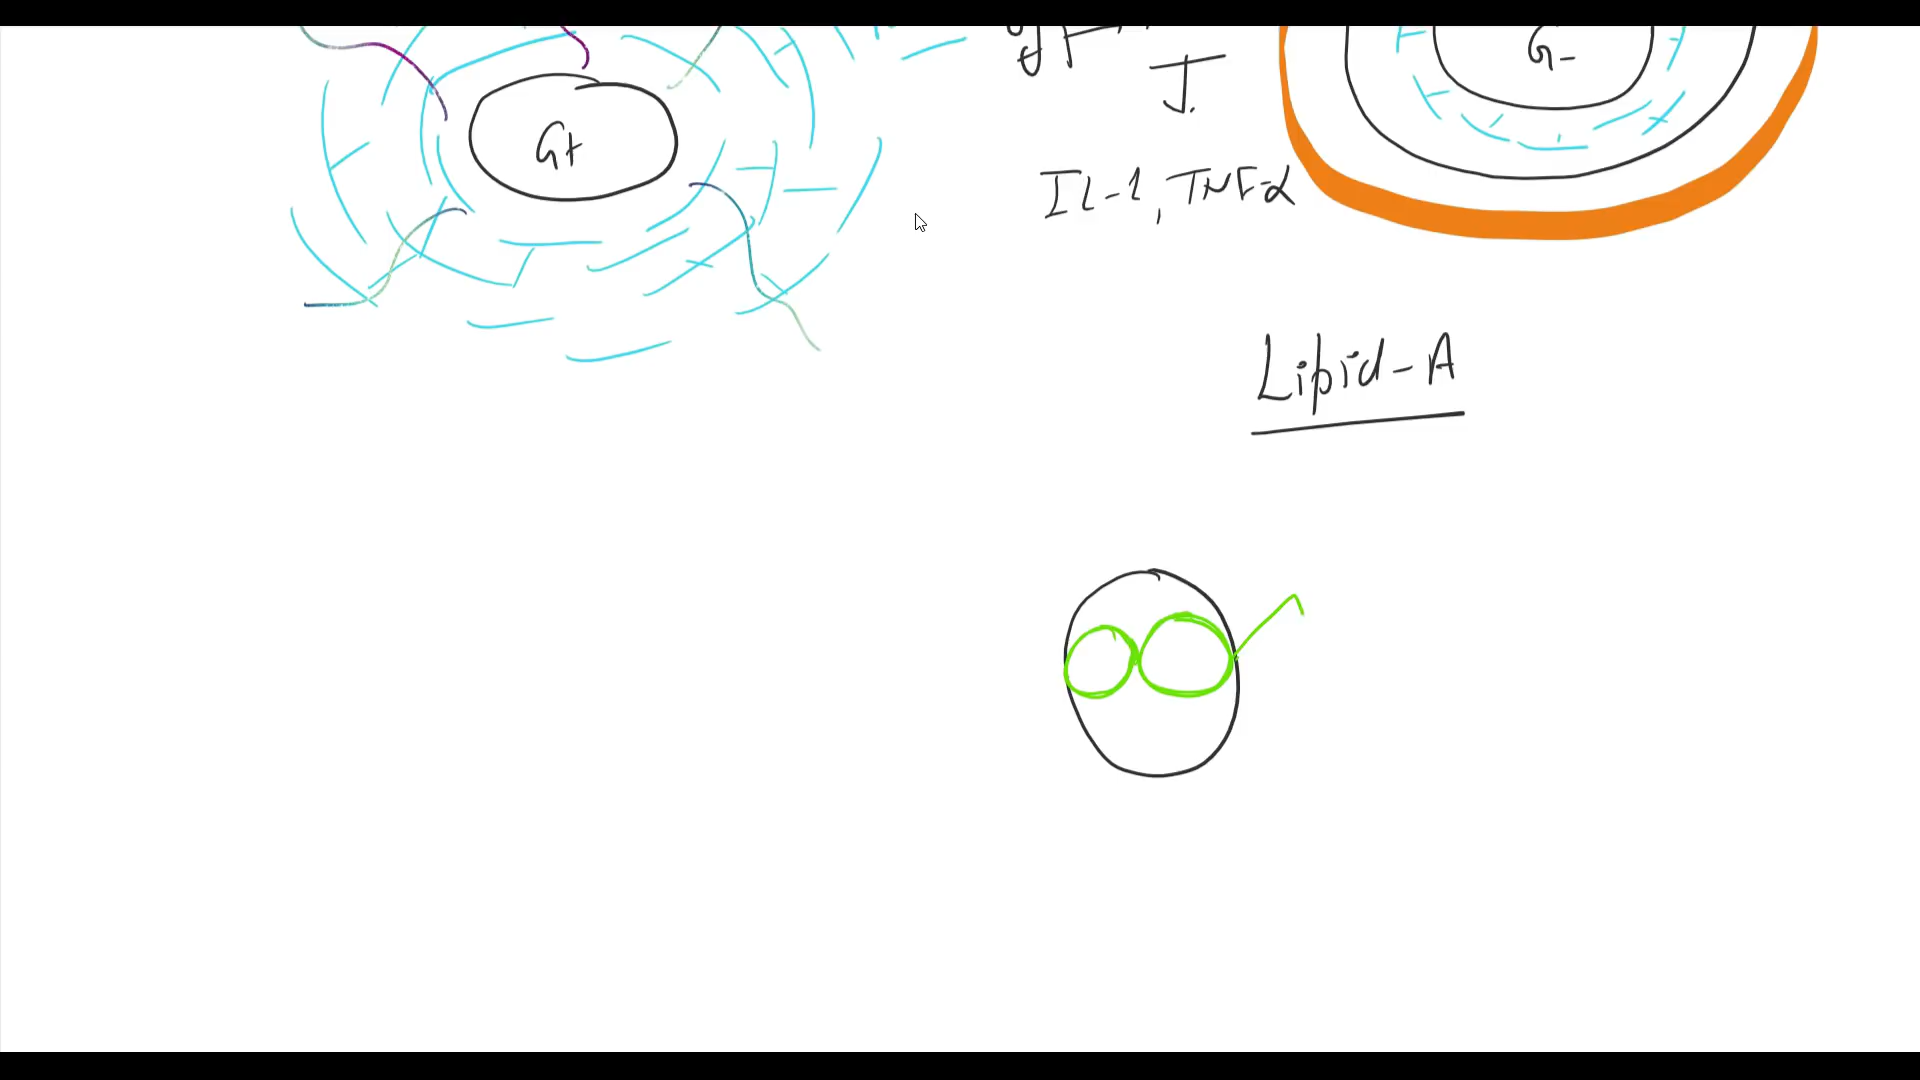 G-
J.
G+
IL-1, TNF-α
Lipid-A